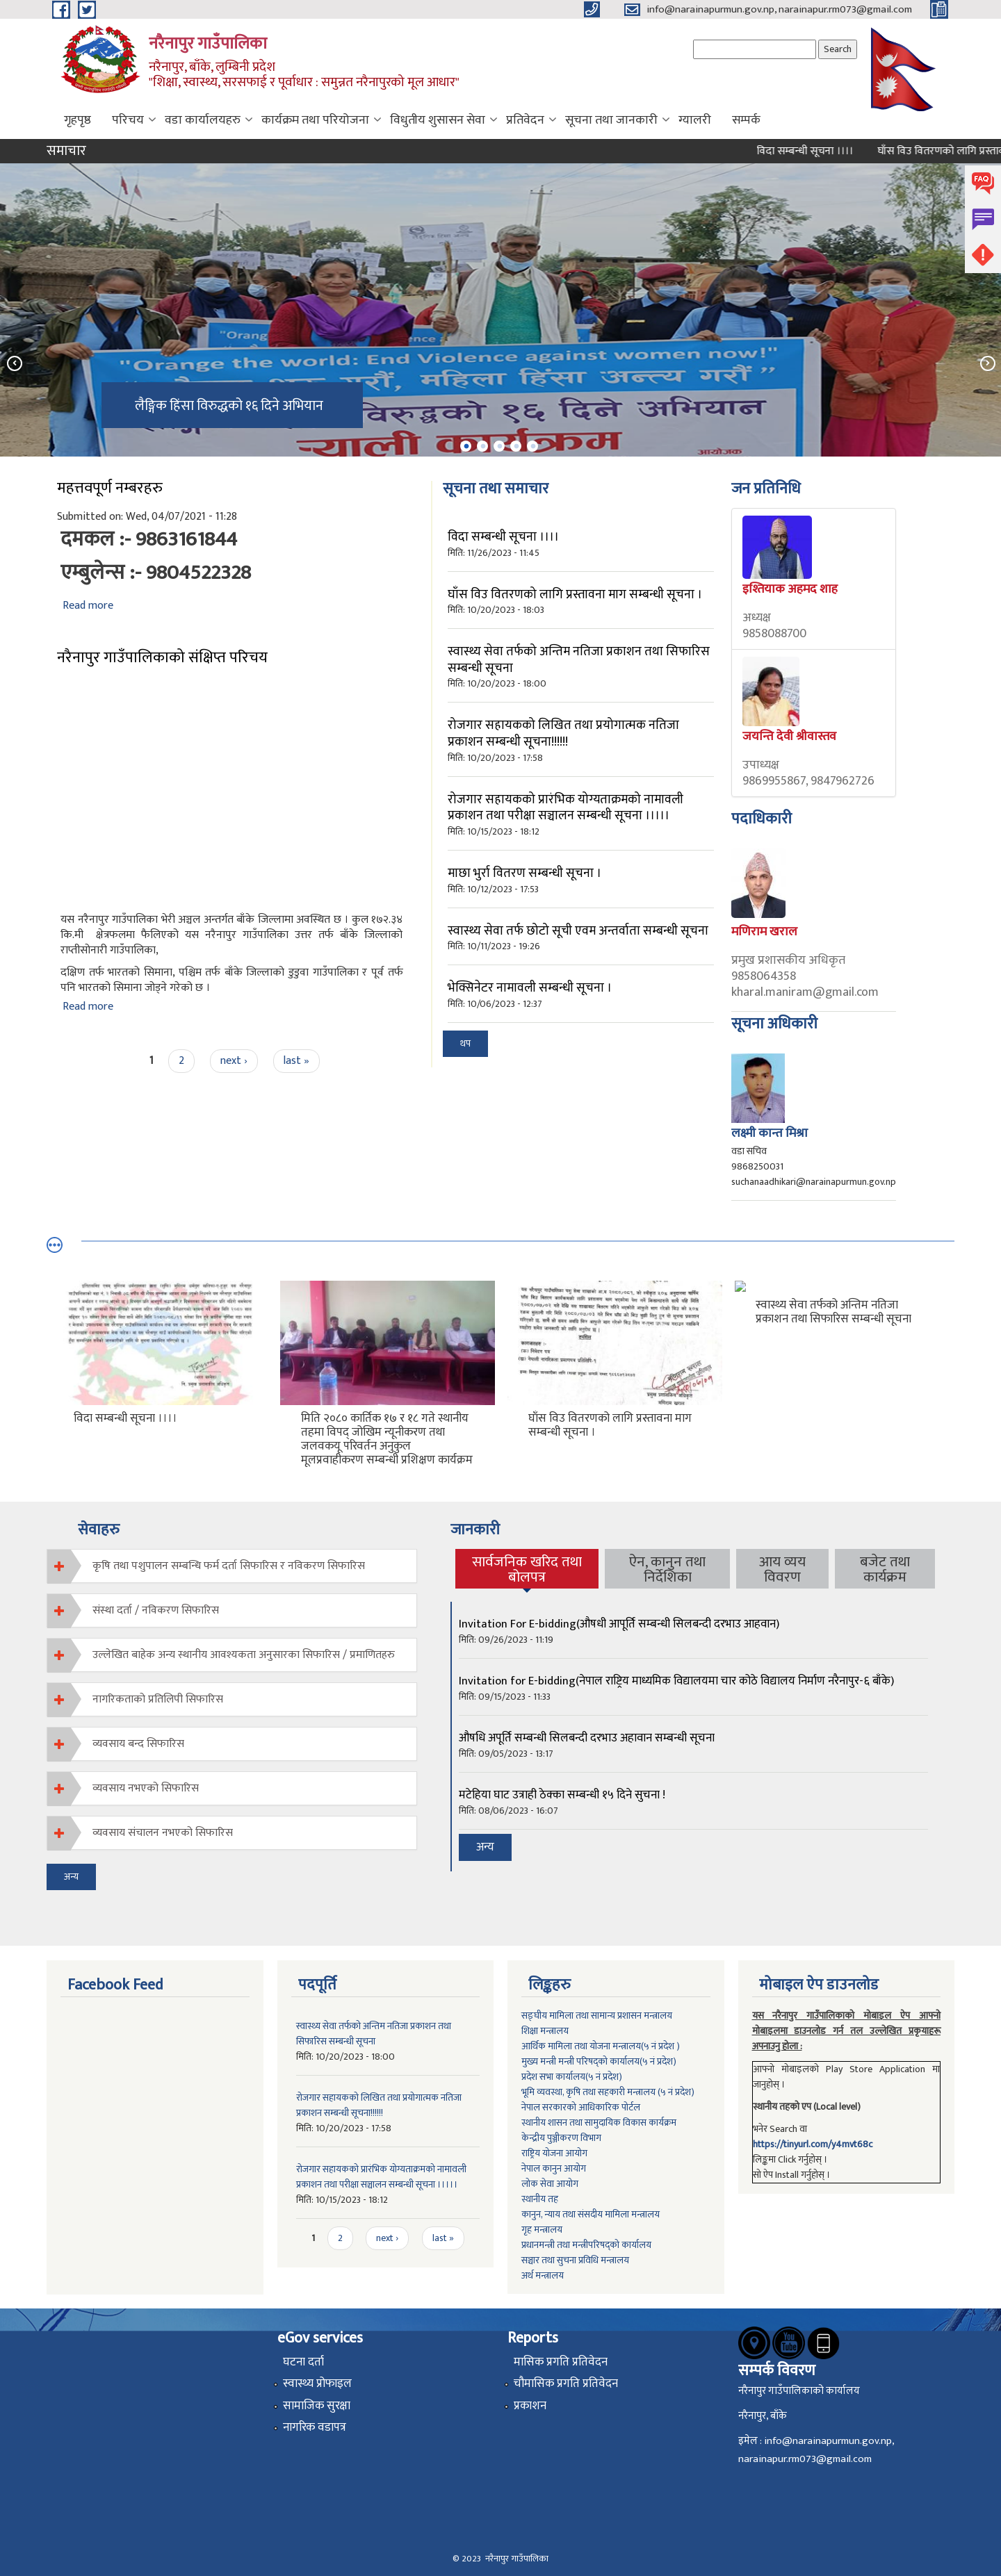 info@narainapurmun.gov.np, narainapur.rm073@gmail.com
नरैनापुर गाउँपालिका
नरैनापुर, बाँके, लुम्बिनी प्रदेश
"शिक्षा, स्वास्थ्य, सरसफाई र पूर्वाधार : समुन्नत नरैनापुरको मूल आधार"
Search
गृहपृष्ठ परिचय वडा कार्यालयहरु कार्यक्रम तथा परियोजना विधुतीय शुसासन सेवा प्रतिवेदन सूचना तथा जानकारी ग्यालरी सम्पर्क
समाचार
विदा सम्बन्धी सूचना ।।।। घाँस विउ वितरणको लागि
FAQ
"Orange the world: end violence against women now!"
लैङ्गिक हिंसा विरुद्धको १६ दिने अभियान
महत्तवपूर्ण नम्बरहरु
Submitted on: Wed, 04/07/2021 - 11:28
दमकल :- 9863161844
एम्बुलेन्स :- 9804522328
Read more
नरैनापुर गाउँपालिकाको संक्षिप्त परिचय
यस नरैनापुर गाउँपालिका भेरी अञ्चल अन्तर्गत बाँके जिल्लामा अवस्थित छ । कुल १७२.३४
कि.मी क्षेत्रफलमा फैलिएको यस नरैनापुर गाउँपालिका उत्तर तर्फ बाँके जिल्लाको
राप्तीसोनारी गाउँपालिका,
दक्षिण तर्फ भारतको सिमाना, पश्चिम तर्फ बाँके जिल्लाको डुडुवा गाउँपालिका र पूर्व तर्फ
पनि भारतको सिमाना जोड्ने गरेको छ ।
Read more
1 2 next › last »
सूचना तथा समाचार
विदा सम्बन्धी सूचना ।।।।
मिति: 11/26/2023 - 11:45
घाँस विउ वितरणको लागि प्रस्तावना माग सम्बन्धी सूचना ।
मिति: 10/20/2023 - 18:03
स्वास्थ्य सेवा तर्फको अन्तिम नतिजा प्रकाशन तथा सिफारिस
सम्बन्धी सूचना
मिति: 10/20/2023 - 18:00
रोजगार सहायकको लिखित तथा प्रयोगात्मक नतिजा
प्रकाशन सम्बन्धी सूचना!!!!!!
मिति: 10/20/2023 - 17:58
रोजगार सहायकको प्रारंभिक योग्यताक्रमको नामावली
प्रकाशन तथा परीक्षा सञ्चालन सम्बन्धी सूचना ।।।।।
मिति: 10/15/2023 - 18:12
माछा भुर्रा वितरण सम्बन्धी सूचना ।
मिति: 10/12/2023 - 17:53
स्वास्थ्य सेवा तर्फ छोटो सूची एवम अन्तर्वाता सम्बन्धी सूचना
मिति: 10/11/2023 - 19:26
भेक्सिनेटर नामावली सम्बन्धी सूचना ।
मिति: 10/06/2023 - 12:37
थप
जन प्रतिनिधि
इश्तियाक अहमद शाह
अध्यक्ष
9858088700
जयन्ति देवी श्रीवास्तव
उपाध्यक्ष
9869955867, 9847962726
पदाधिकारी
मणिराम खराल
प्रमुख प्रशासकीय अधिकृत
9858064358
kharal.maniram@gmail.com
सूचना अधिकारी
लक्ष्मी कान्त मिश्रा
वडा सचिव
9868250031
suchanaadhikari@narainapurmun.gov.np
विदा सम्बन्धी सूचना ।।।।
मिति २०८० कार्तिक १७ र १८ गते स्थानीय
तहमा विपद् जोखिम न्यूनीकरण तथा
जलवकयू परिवर्तन अनुकुल
मूलप्रवाहीकरण सम्बन्धी प्रशिक्षण कार्यक्रम
घाँस विउ वितरणको लागि प्रस्तावना माग
सम्बन्धी सूचना ।
स्वास्थ्य सेवा तर्फको अन्तिम नतिजा
प्रकाशन तथा सिफारिस सम्बन्धी सूचना
सेवाहरु
कृषि तथा पशुपालन सम्बन्धि फर्म दर्ता सिफारिस र नविकरण सिफारिस
संस्था दर्ता / नविकरण सिफारिस
उल्लेखित बाहेक अन्य स्थानीय आवश्यकता अनुसारका सिफारिस / प्रमाणितहरु
नागरिकताको प्रतिलिपी सिफारिस
व्यवसाय बन्द सिफारिस
व्यवसाय नभएको सिफारिस
व्यवसाय संचालन नभएको सिफारिस
अन्य
जानकारी
सार्वजनिक खरिद तथा बोलपत्र
ऐन, कानुन तथा निर्देशिका
आय व्यय विवरण
बजेट तथा कार्यक्रम
Invitation For E-bidding(औषधी आपूर्ति सम्बन्धी सिलबन्दी दरभाउ आहवान)
मिति: 09/26/2023 - 11:19
Invitation for E-bidding(नेपाल राष्ट्रिय माध्यमिक विद्यालयमा चार कोठे विद्यालय निर्माण नरैनापुर-६ बाँके)
मिति: 09/15/2023 - 11:33
औषधि अपूर्ति सम्बन्धी सिलबन्दी दरभाउ अहावान सम्बन्धी सूचना
मिति: 09/05/2023 - 13:17
मटेहिया घाट उत्राही ठेक्का सम्बन्धी १५ दिने सुचना !
मिति: 08/06/2023 - 16:07
अन्य
Facebook Feed
पदपूर्ति
स्वास्थ्य सेवा तर्फको अन्तिम नतिजा प्रकाशन तथा
सिफारिस सम्बन्धी सूचना
मिति: 10/20/2023 - 18:00
रोजगार सहायकको लिखित तथा प्रयोगात्मक नतिजा
प्रकाशन सम्बन्धी सूचना!!!!!!
मिति: 10/20/2023 - 17:58
रोजगार सहायकको प्रारंभिक योग्यताक्रमको नामावली
प्रकाशन तथा परीक्षा सञ्चालन सम्बन्धी सूचना ।।।।।
मिति: 10/15/2023 - 18:12
1 2 next › last »
लिङ्कहरु
सङ्घीय मामिला तथा सामान्य प्रशासन मन्त्रालय
शिक्षा मन्त्रालय
आर्थिक मामिला तथा योजना मन्त्रालय(५ नं प्रदेश )
मुख्य मन्त्री मन्त्री परिषद्को कार्यालय(५ नं प्रदेश)
प्रदेश सभा कार्यालय(५ नं प्रदेश)
भूमि व्यवस्था, कृषि तथा सहकारी मन्त्रालय (५ नं प्रदेश)
नेपाल सरकारको आधिकारिक पोर्टल
स्थानीय शासन तथा सामुदायिक विकास कार्यक्रम
केन्द्रीय पुञ्जीकरण विभाग
राष्ट्रिय योजना आयोग
नेपाल कानुन आयोग
लोक सेवा आयोग
स्थानीय तह
कानुन, न्याय तथा संसदीय मामिला मन्त्रालय
गृह मन्त्रालय
प्रधानमन्त्री तथा मन्त्रीपरिषद्को कार्यालय
सञ्चार तथा सुचना प्रविधि मन्त्रालय
अर्थ मन्त्रालय
मोबाइल ऐप डाउनलोड
यस नरैनापुर गाउँपालिकाको मोबाइल ऐप आफ्नो
मोबाइलमा डाउनलोड गर्न तल उल्लेखित प्रकृयाहरू
अपनाउनु होला :
आफ्नो मोबाइलको Play Store Application मा
जानुहोस् ।
स्थानीय तहको एप (Local level)
भनेर Search वा
https://tinyurl.com/y4mvt68c
लिङ्कमा Click गर्नुहोस् ।
सो ऐप Install गर्नुहोस् ।
eGov services
घटना दर्ता
स्वास्थ्य प्रोफाइल
सामाजिक सुरक्षा
नागरिक वडापत्र
Reports
मासिक प्रगति प्रतिवेदन
चौमासिक प्रगति प्रतिवेदन
प्रकाशन
You Tube
सम्पर्क विवरण
नरैनापुर गाउँपालिकाको कार्यालय
नरैनापुर, बाँके
इमेल : info@narainapurmun.gov.np,
narainapur.rm073@gmail.com
© 2023 नरैनापुर गाउँपालिका